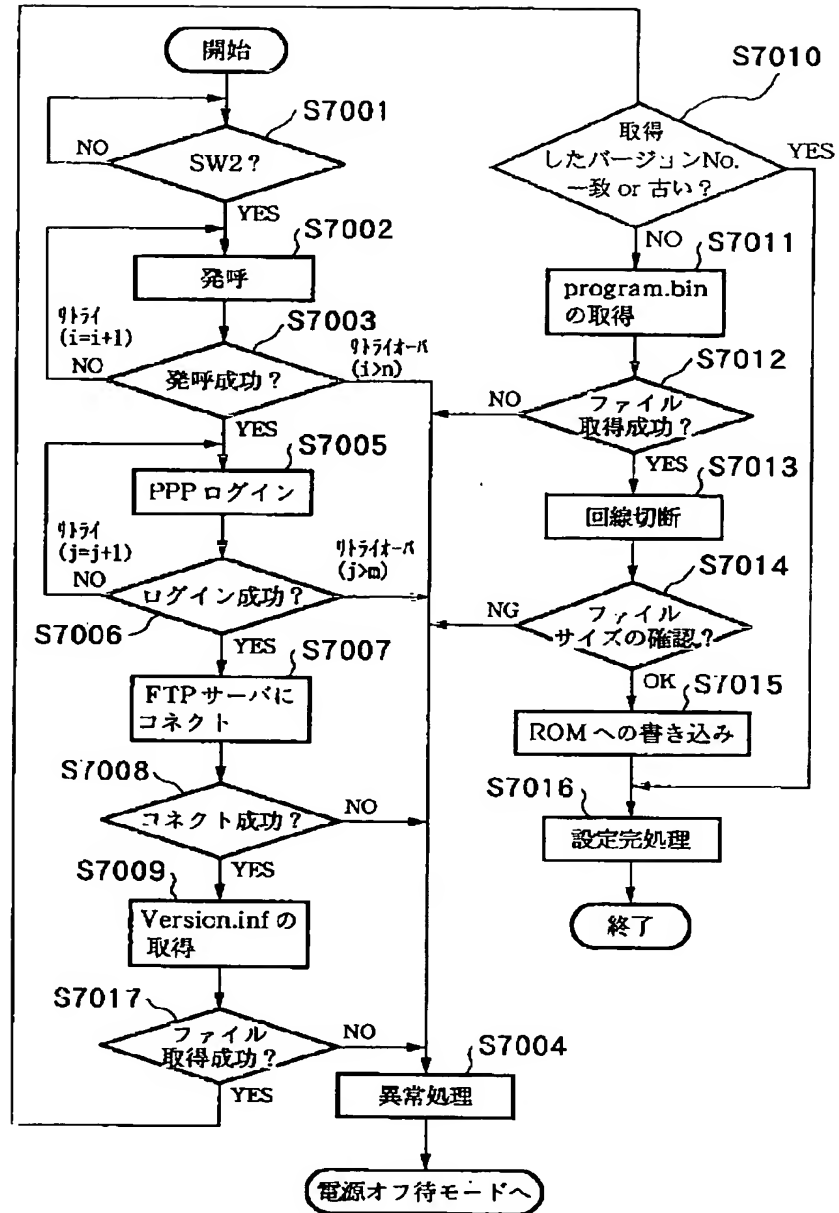 開始
S7001
SW2？
NO
YES
S7002
発呼
S7003
ﾘﾄﾗｲ
(i=i+1)
NO
発呼成功？
ﾘﾄﾗｲｵｰﾊﾞ
(i>n)
YES
S7005
PPP ログイン
ﾘﾄﾗｲ
(j=j+1)
NO
ログイン成功？
ﾘﾄﾗｲｵｰﾊﾞ
(j>m)
S7006
YES
S7007
FTP サーバに
コネクト
S7008
コネクト成功？
NO
YES
S7009
Version.inf の
取得
S7017
ファイル
取得成功？
NO
YES
S7004
異常処理
電源オフ待モードへ
S7010
取得
したバージョンNo.
一致 or 古い？
YES
NO
S7011
program.bin
の取得
S7012
NO
ファイル
取得成功？
YES
S7013
回線切断
S7014
NG
ファイル
サイズの確認？
OK
S7015
ROM への書き込み
S7016
設定完処理
終了